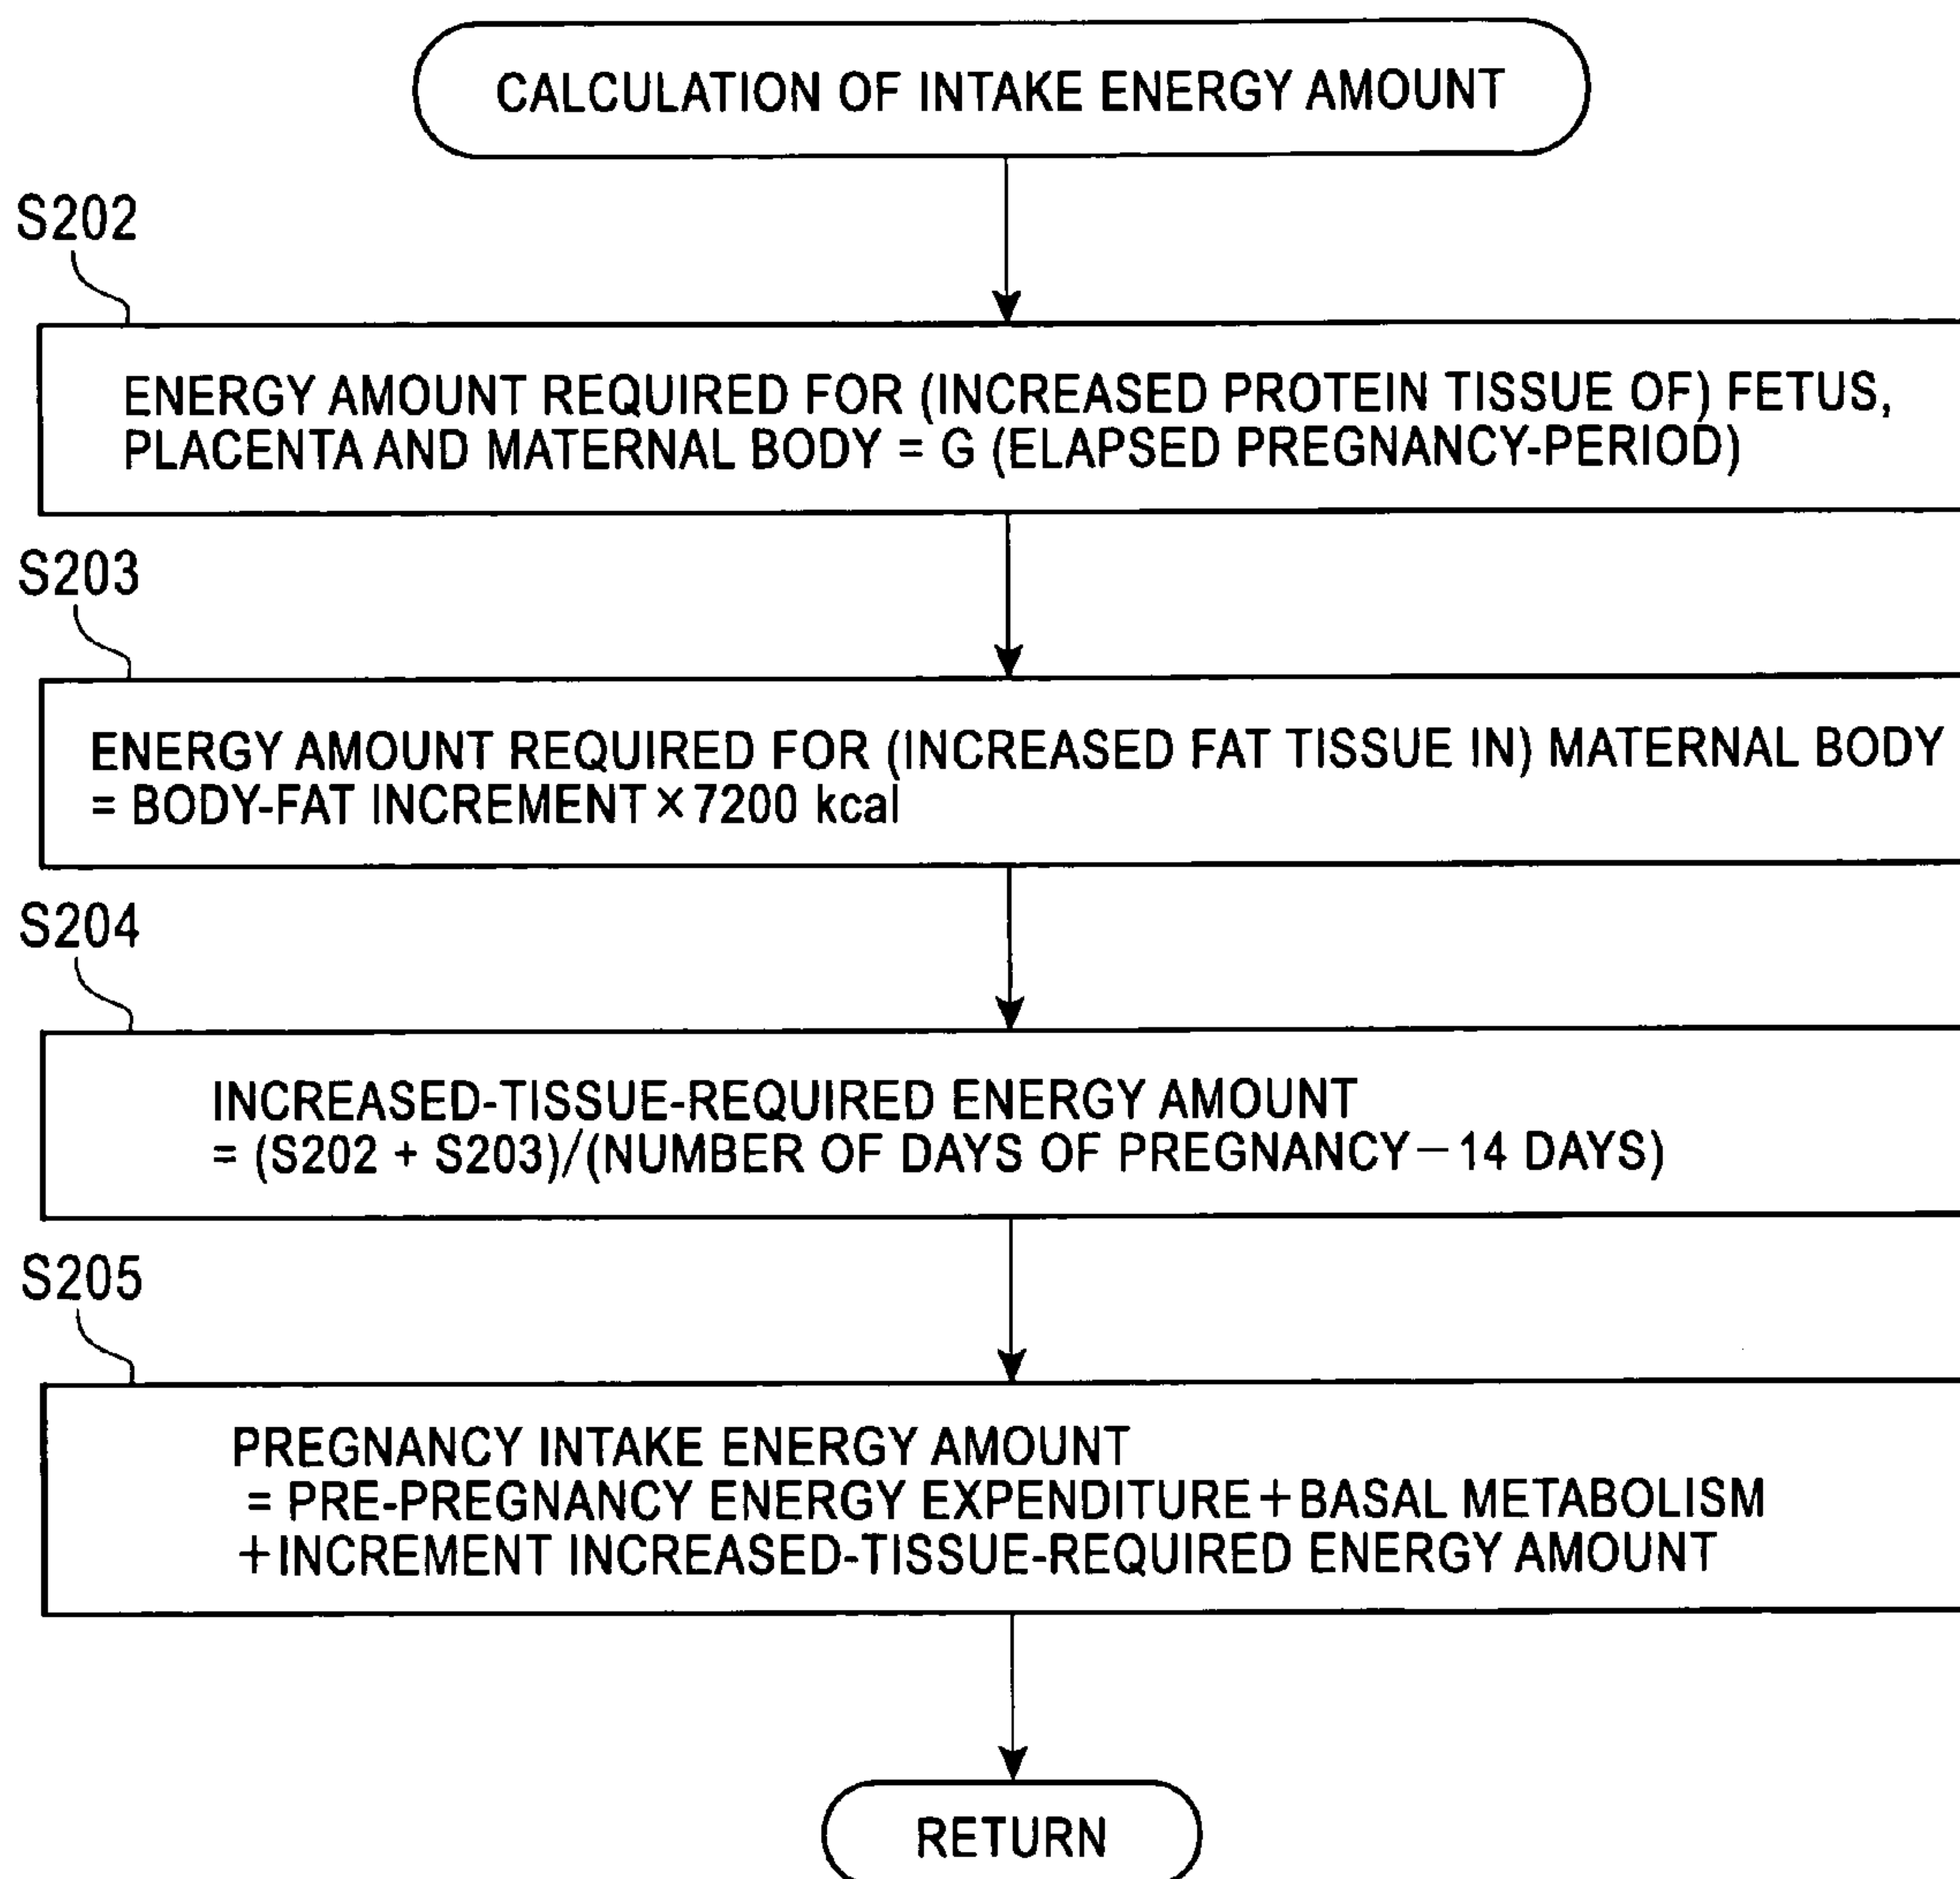 CALCULATION OF INTAKE ENERGY AMOUNT
S202
ENERGY AMOUNT REQUIRED FOR (INCREASED PROTEIN TISSUE OF) FETUS,
PLACENTA AND MATERNAL BODY = G (ELAPSED PREGNANCY-PERIOD)
S203
ENERGY AMOUNT REQUIRED FOR (INCREASED FAT TISSUE IN) MATERNAL BODY
= BODY-FAT INCREMENT×7200 kcal
S204
INCREASED-TISSUE-REQUIRED ENERGY AMOUNT
= (S202 + S203)/(NUMBER OF DAYS OF PREGNANCY−14 DAYS)
S205
PREGNANCY INTAKE ENERGY AMOUNT
= PRE-PREGNANCY ENERGY EXPENDITURE+BASAL METABOLISM
+INCREMENT INCREASED-TISSUE-REQUIRED ENERGY AMOUNT
RETURN